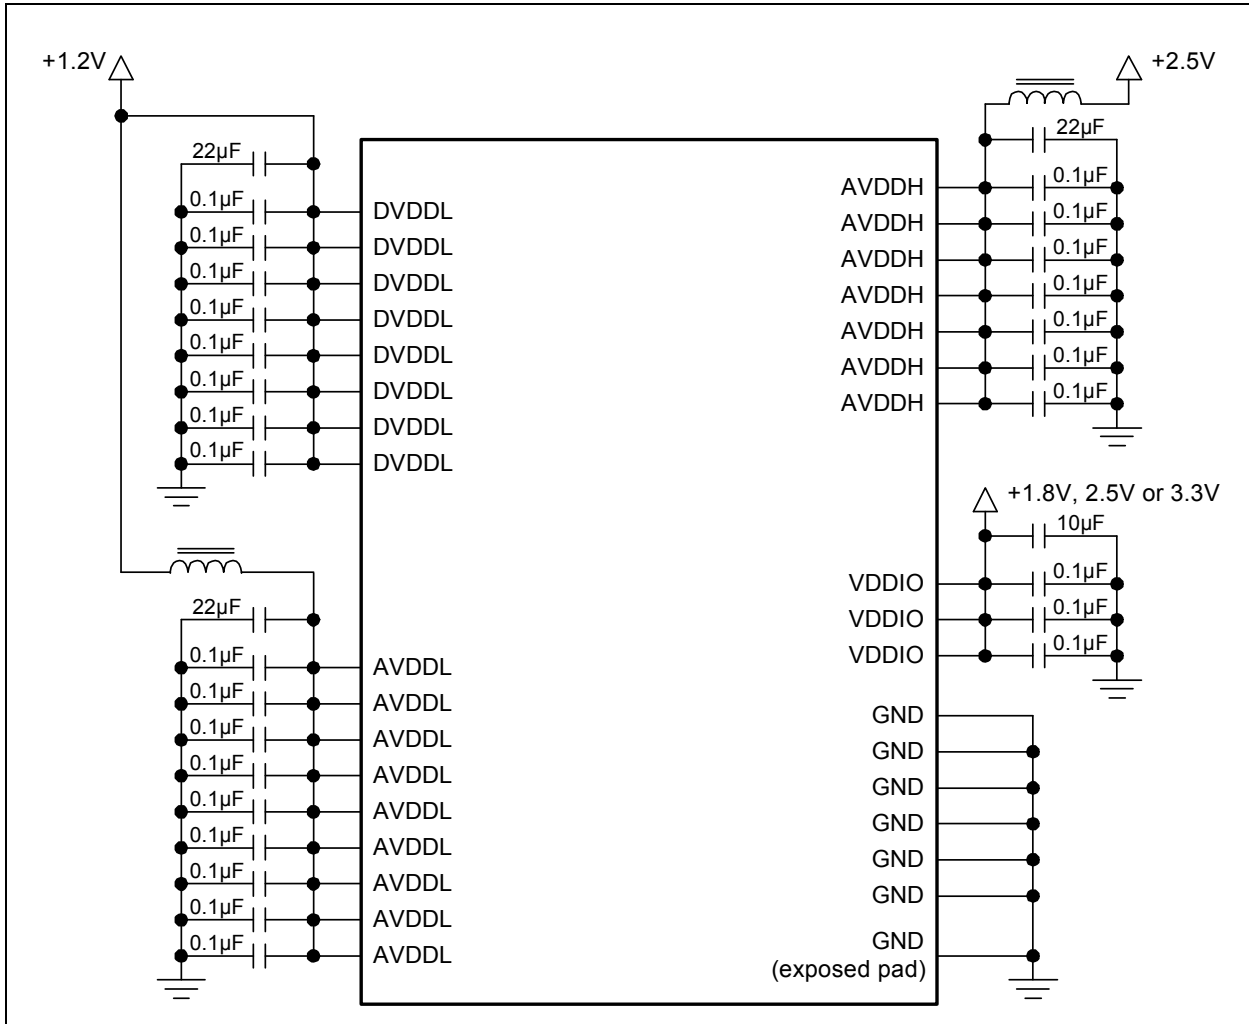 +1.2V
22µF
0.1µF
DVDDL
0.1µF
DVDDL
0.1µF
DVDDL
0.1µF
DVDDL
0.1µF
DVDDL
0.1µF
DVDDL
0.1µF
DVDDL
0.1µF
DVDDL
22µF
0.1µF
AVDDL
0.1µF
AVDDL
0.1µF
AVDDL
0.1µF
AVDDL
0.1µF
AVDDL
0.1µF
AVDDL
0.1µF
AVDDL
0.1µF
AVDDL
0.1µF
AVDDL
+2.5V
22µF
AVDDH
0.1µF
AVDDH
0.1µF
AVDDH
0.1µF
AVDDH
0.1µF
AVDDH
0.1µF
AVDDH
0.1µF
AVDDH
0.1µF
+1.8V, 2.5V or 3.3V
10µF
VDDIO
0.1µF
VDDIO
0.1µF
VDDIO
0.1µF
GND
GND
GND
GND
GND
GND
GND
(exposed pad)